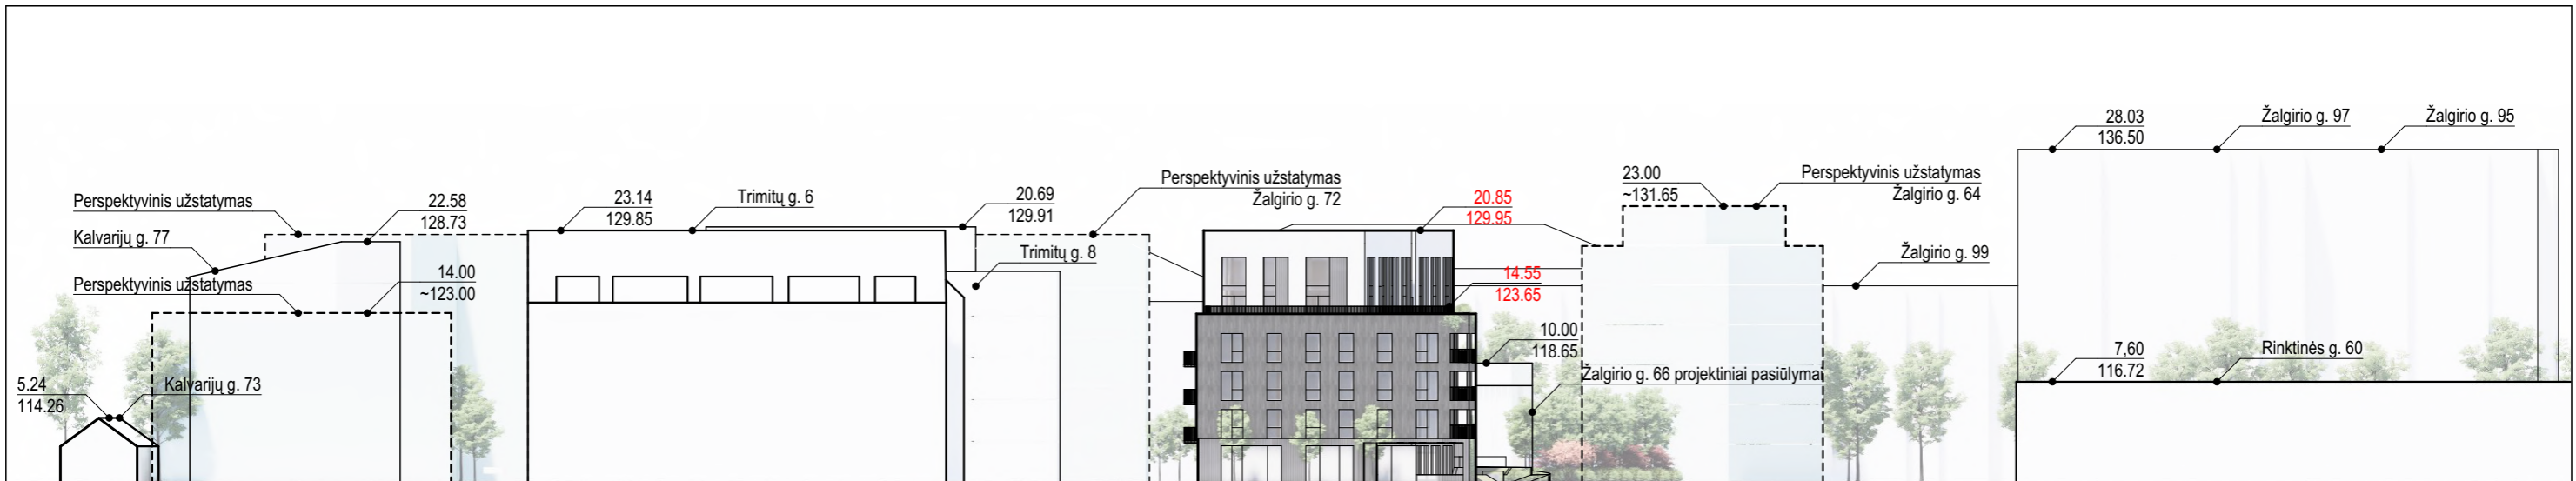 Perspektyvinis užstatymas
Kalvarijų g. 77
Perspektyvinis užstatymas
5.24
114.26
Kalvarijų g. 73
22.58
128.73
14.00
~123.00
23.14
129.85
Trimitų g. 6
20.69
129.91
Trimitų g. 8
Perspektyvinis užstatymas
Žalgirio g. 72
20.85
129.95
14.55
123.65
10.00
118.65
Žalgirio g. 66 projektiniai pasiūlymai
23.00
~131.65
Perspektyvinis užstatymas
Žalgirio g. 64
Žalgirio g. 99
28.03
136.50
Žalgirio g. 97
Žalgirio g. 95
7,60
116.72
Rinktinės g. 60